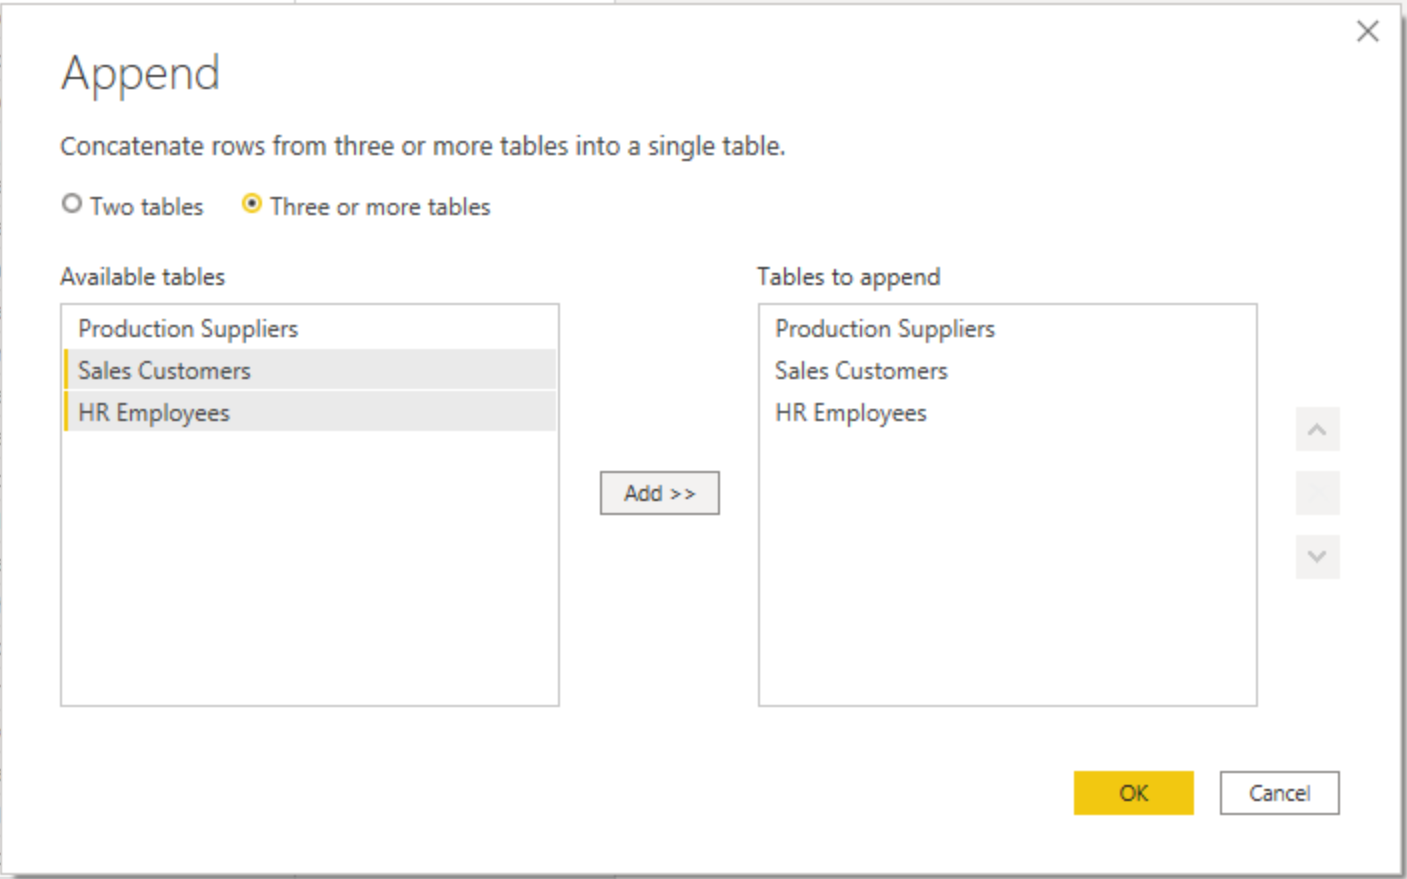 Append
Concatenate rows from three or more tables into a single table.
Two tables Three or more tables
Available tables
Production Suppliers
Sales Customers
HR Employees
Add >>
Tables to append
Production Suppliers
Sales Customers
HR Employees
OK Cancel